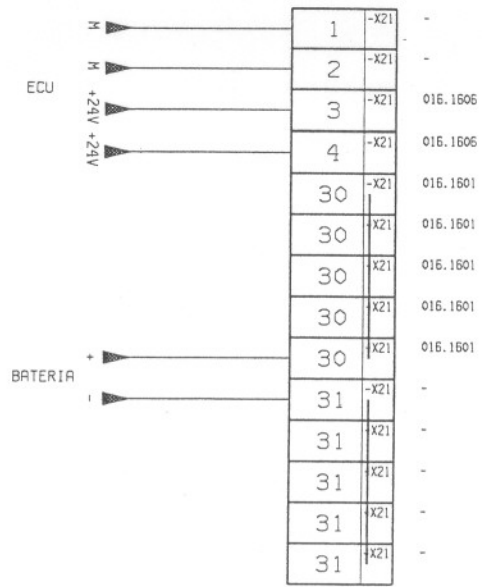 M 1 -X21 -
M 2 -X21 -
ECU
+24V 3 -X21 016.1606
+24V 4 -X21 016.1606
30 -X21 016.1601
30 -X21 016.1601
30 -X21 016.1601
30 -X21 016.1601
+ 30 -X21 016.1601
BATERIA
- 31 -X21 -
31 -X21 -
31 -X21 -
31 -X21 -
31 -X21 -